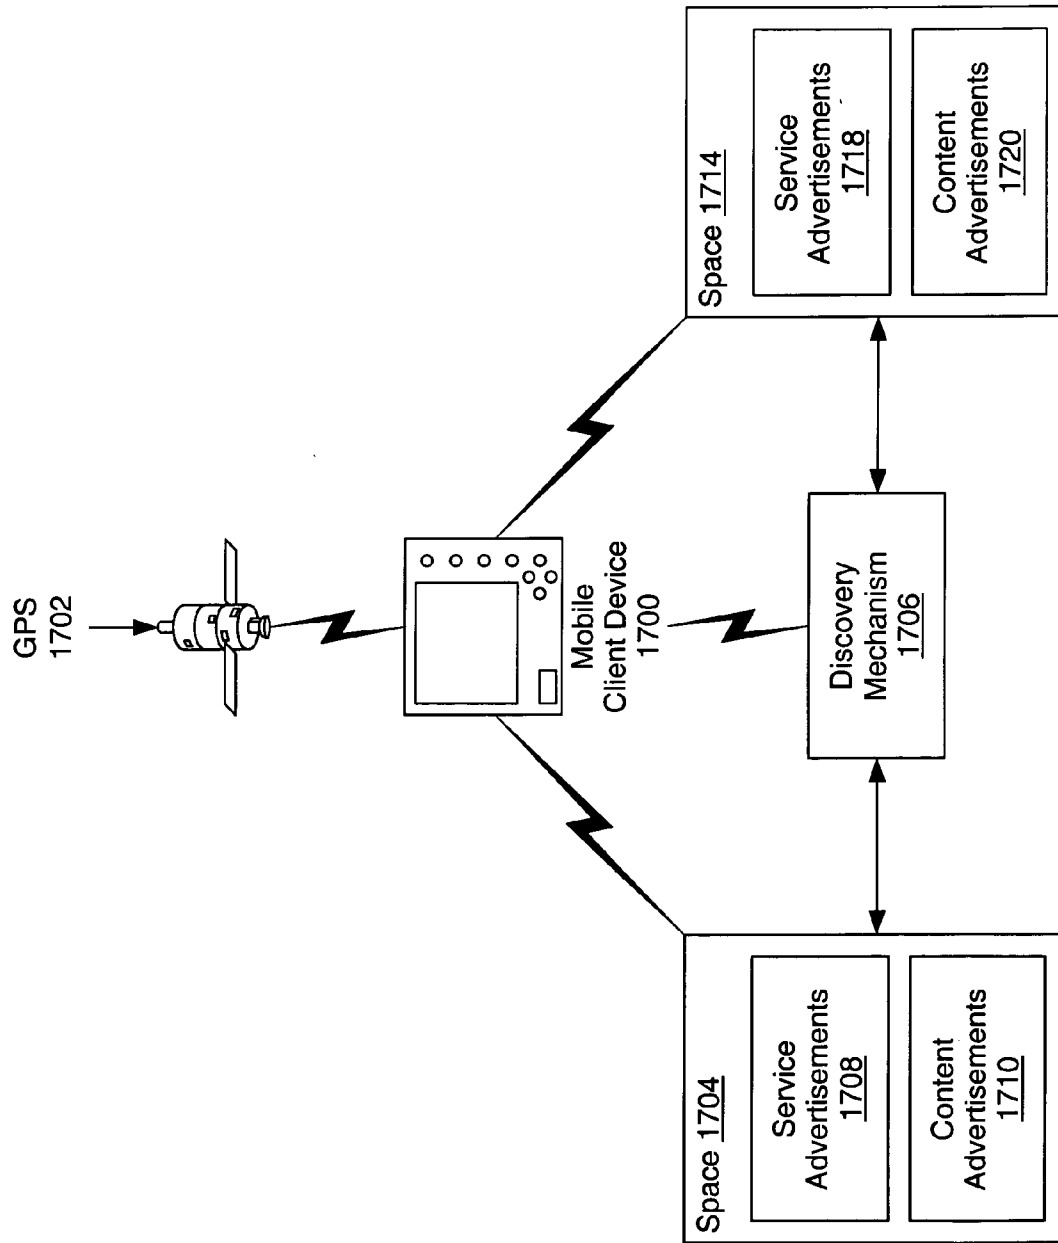 GPS
1702
Mobile
Client Device
1700
Space 1704
Service
Advertisements
1708
Content
Advertisements
1710
Discovery
Mechanism
1706
Space 1714
Service
Advertisements
1718
Content
Advertisements
1720